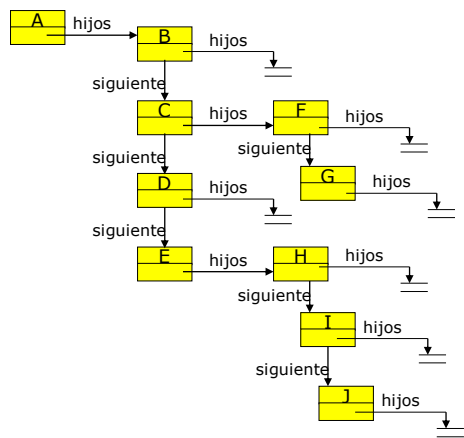 A hijos
B hijos
siguiente
C hijos F hijos
siguiente siguiente
D hijos G hijos
siguiente
E hijos H hijos
siguiente
I hijos
siguiente
J hijos